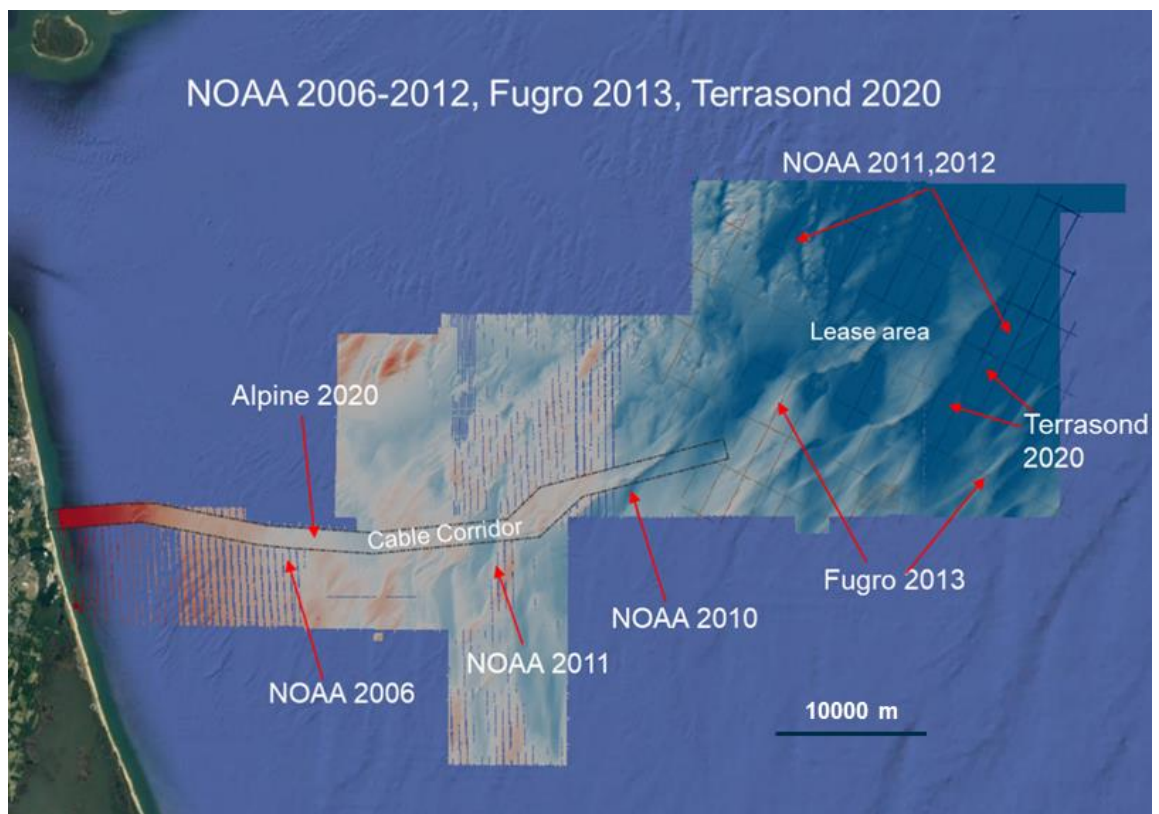 NOAA 2006-2012, Fugro 2013, Terrasond 2020
NOAA 2011,2012
Lease area
Alpine 2020
Terrasond
2020
Cable Corridor
Fugro 2013
NOAA 2010
NOAA 2011
NOAA 2006
10000 m